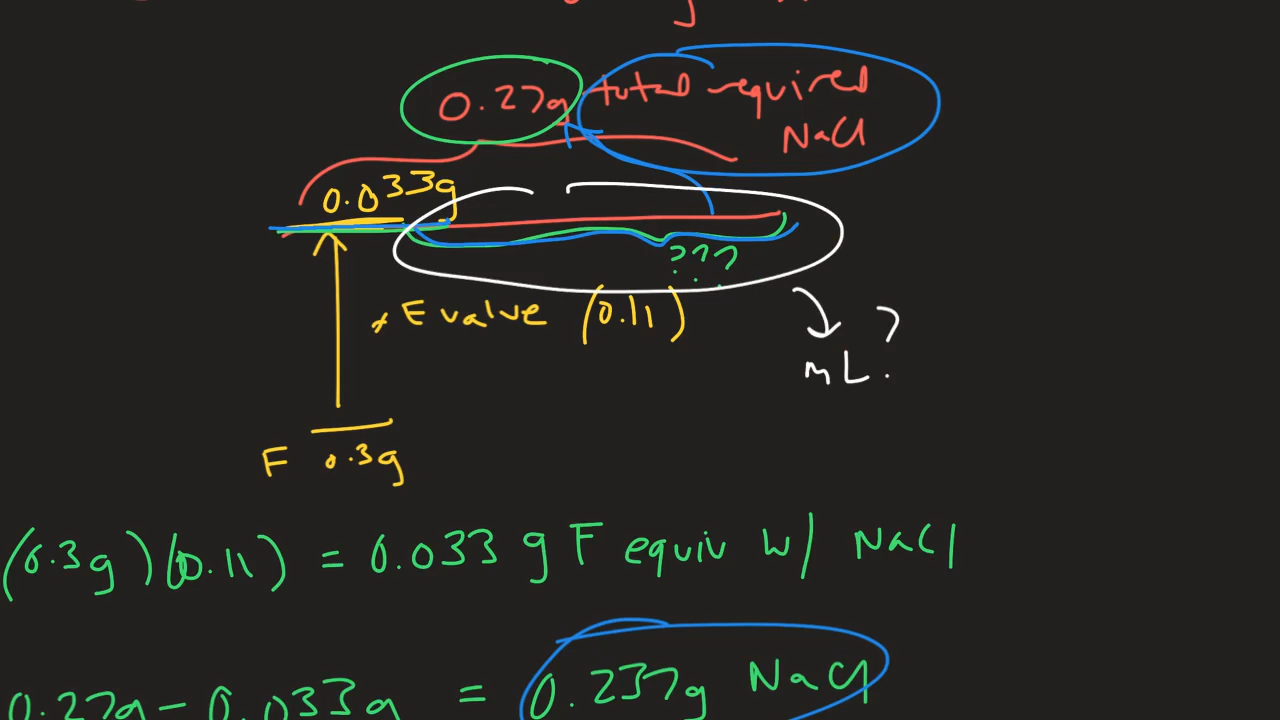 0.27g total required
NaCl
0.033g
???
* E value (0.11)
mL?
F 0.3g
(0.3g)(0.11) = 0.033 g F equiv w/ NaCl
0.27g - 0.033g = 0.237g NaCl